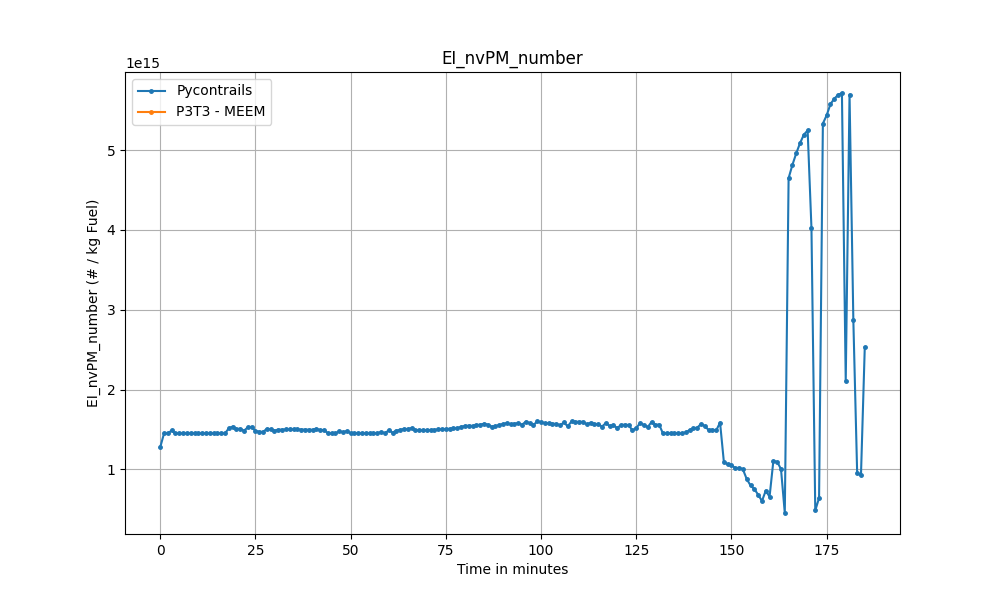 EI_nvPM_number
1e15
Pycontrails
P3T3 - MEEM
5
4
3
2
1
EI_nvPM_number (# / kg Fuel)
0 25 50 75 100 125 150 175
Time in minutes